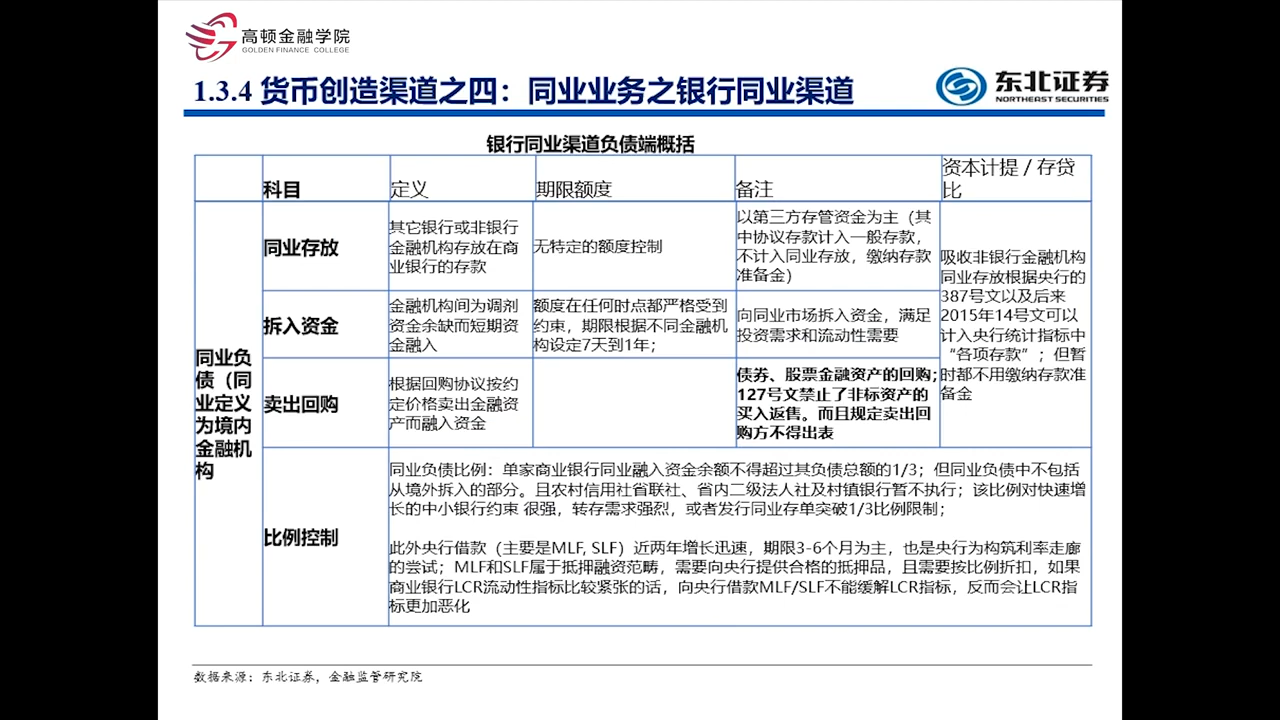 高顿金融学院
GOLDEN FINANCE COLLEGE
1.3.4 货币创造渠道之四：同业业务之银行同业渠道
东北证券
NORTHEAST SECURITIES
银行同业渠道负债端概括
科目
定义
期限额度
备注
资本计提 / 存贷
比
同业负
债（同
业定义
为境内
金融机
构
同业存放
其它银行或非银行
金融机构存放在商
业银行的存款
无特定的额度控制
以第三方存管资金为主（其
中协议存款计入一般存款，
不计入同业存放，缴纳存款
准备金）
吸收非银行金融机构
同业存放根据央行的
387号文以及后来
2015年14号文可以
计入央行统计指标中
“各项存款”；但暂
时都不用缴纳存款准
备金
拆入资金
金融机构间为调剂
资金余缺而短期资
金融入
额度在任何时点都严格受到
约束，期限根据不同金融机
构设定7天到1年；
向同业市场拆入资金，满足
投资需求和流动性需要
卖出回购
根据回购协议按约
定价格卖出金融资
产而融入资金
债券、股票金融资产的回购；
127号文禁止了非标资产的
买入返售。而且规定卖出回
购方不得出表
比例控制
同业负债比例：单家商业银行同业融入资金余额不得超过其负债总额的1/3；但同业负债中不包括
从境外拆入的部分。且农村信用社省联社、省内二级法人社及村镇银行暂不执行；该比例对快速增
长的中小银行约束 很强，转存需求强烈，或者发行同业存单突破1/3比例限制；
此外央行借款（主要是MLF, SLF）近两年增长迅速，期限3-6个月为主，也是央行为构筑利率走廊
的尝试；MLF和SLF属于抵押融资范畴，需要向央行提供合格的抵押品，且需要按比例折扣，如果
商业银行LCR流动性指标比较紧张的话，向央行借款MLF/SLF不能缓解LCR指标，反而会让LCR指
标更加恶化
数据来源：东北证券，金融监管研究院